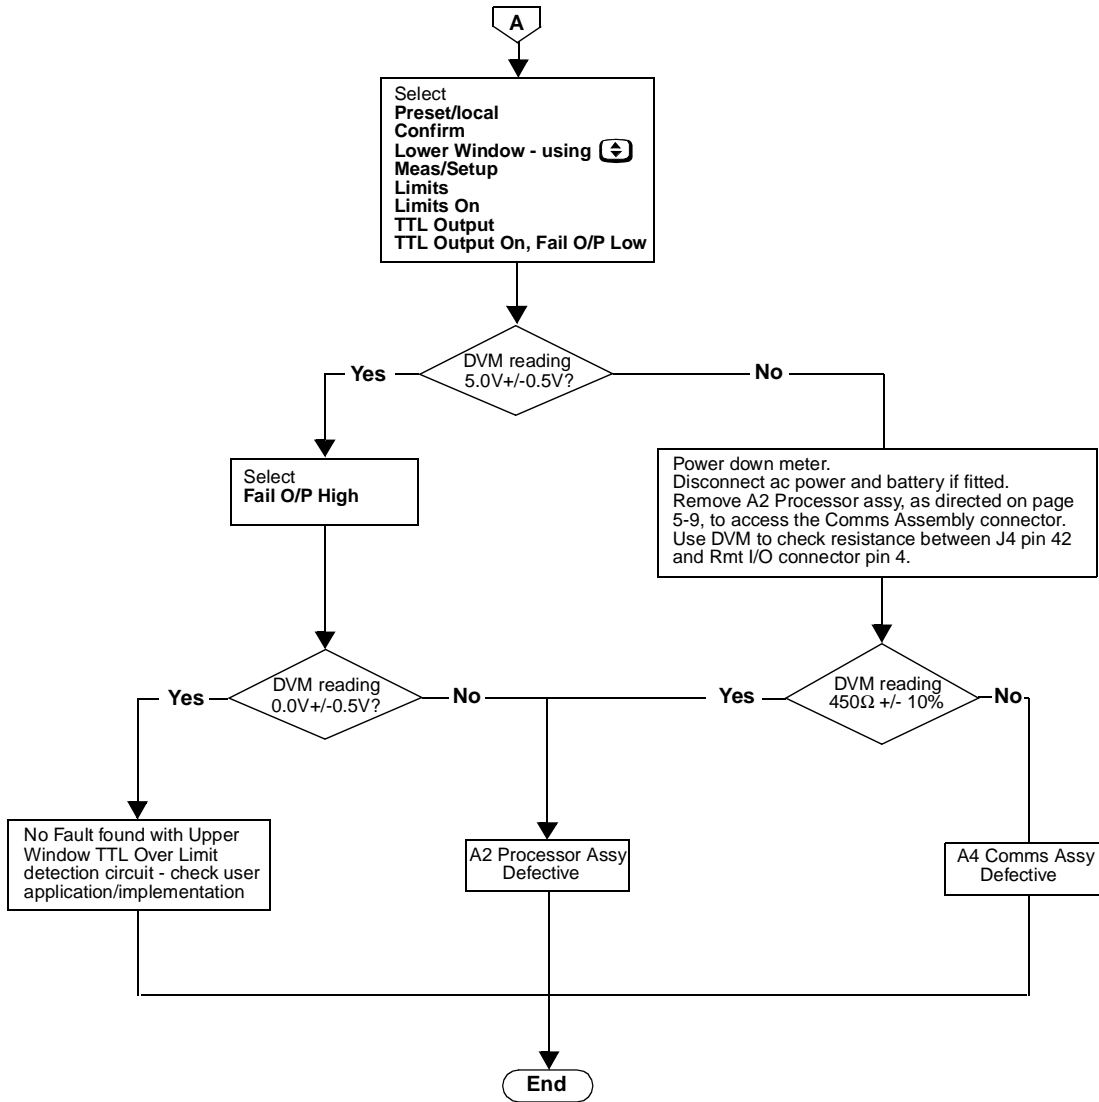 A
Select
Preset/local
Confirm
Lower Window - using
Meas/Setup
Limits
Limits On
TTL Output
TTL Output On, Fail O/P Low
DVM reading
5.0V+/-0.5V?
Yes
No
Select
Fail O/P High
Power down meter.
Disconnect ac power and battery if fitted.
Remove A2 Processor assy, as directed on page
5-9, to access the Comms Assembly connector.
Use DVM to check resistance between J4 pin 42
and Rmt I/O connector pin 4.
DVM reading
0.0V+/-0.5V?
Yes
No
DVM reading
450Ω +/- 10%
Yes
No
No Fault found with Upper
Window TTL Over Limit
detection circuit - check user
application/implementation
A2 Processor Assy
Defective
A4 Comms Assy
Defective
End